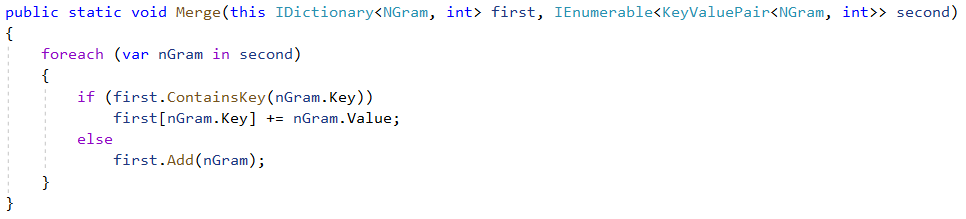 public static void Merge(this IDictionary<NGram, int> first, IEnumerable<KeyValuePair<NGram, int>> second)
{
    foreach (var nGram in second)
    {
        if (first.ContainsKey(nGram.Key))
            first[nGram.Key] += nGram.Value;
        else
            first.Add(nGram);
    }
}